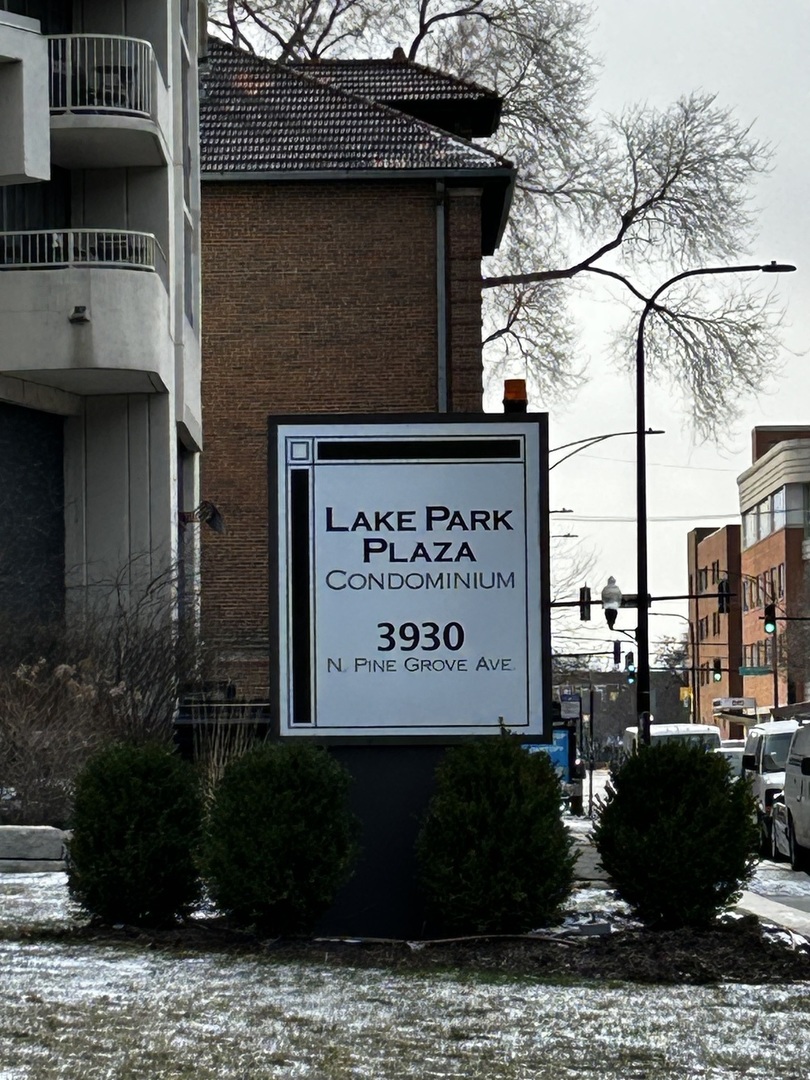 LAKE PARK
PLAZA
CONDOMINIUM
3930
N. PINE GROVE AVE.